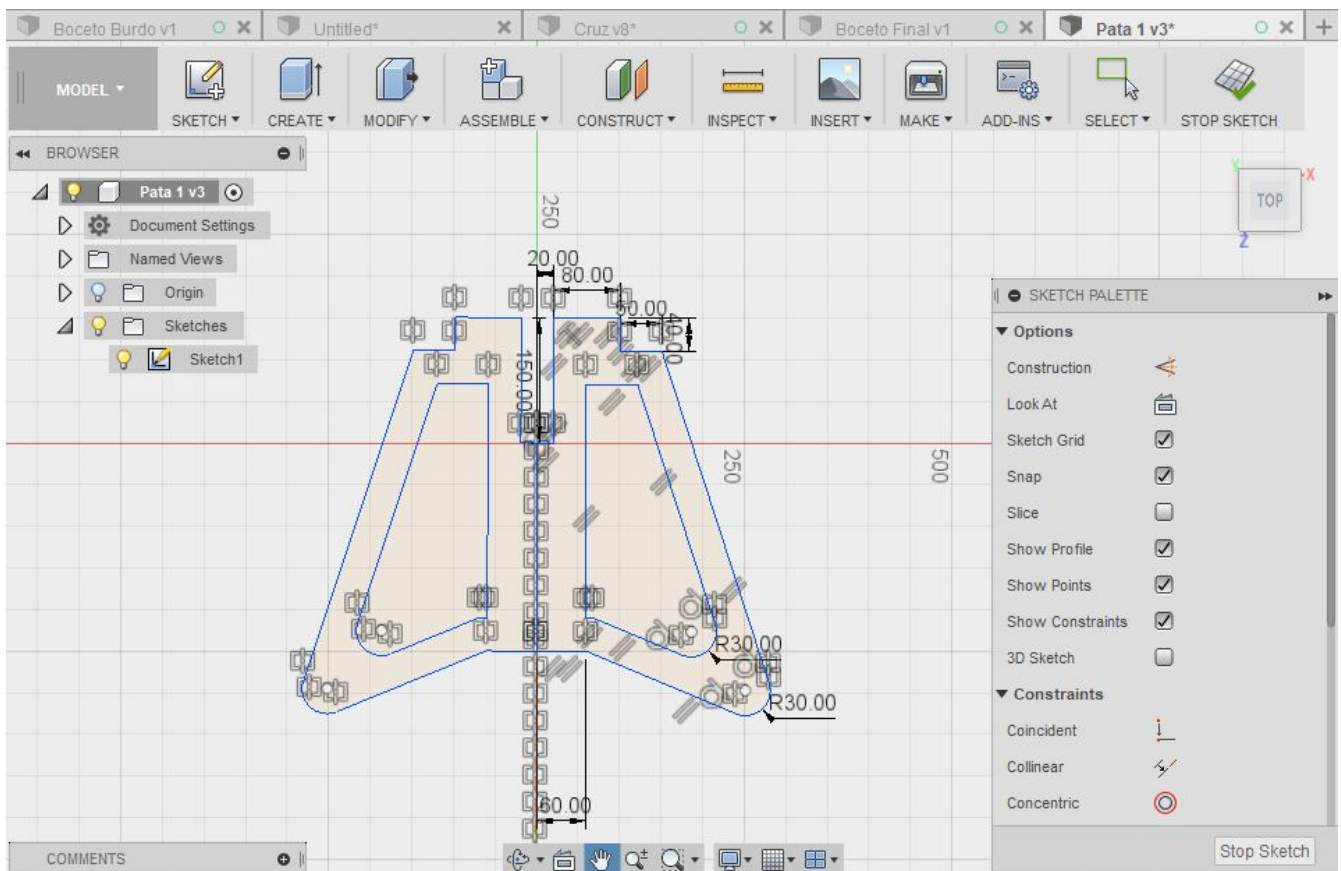 Boceto Burdo v1
Untitled*
Cruz v8*
Boceto Final v1
Pata 1 v3*
MODEL
SKETCH
CREATE
MODIFY
ASSEMBLE
CONSTRUCT
INSPECT
INSERT
MAKE
ADD-INS
SELECT
STOP SKETCH
BROWSER
Pata 1 v3
Document Settings
Named Views
Origin
Sketches
Sketch1
250
20.00
80.00
50.00
40.00
150.00
250
500
R30.00
R30.00
60.00
Y
X
TOP
Z
SKETCH PALETTE
Options
Construction
Look At
Sketch Grid
Snap
Slice
Show Profile
Show Points
Show Constraints
3D Sketch
Constraints
Coincident
Collinear
Concentric
Stop Sketch
COMMENTS